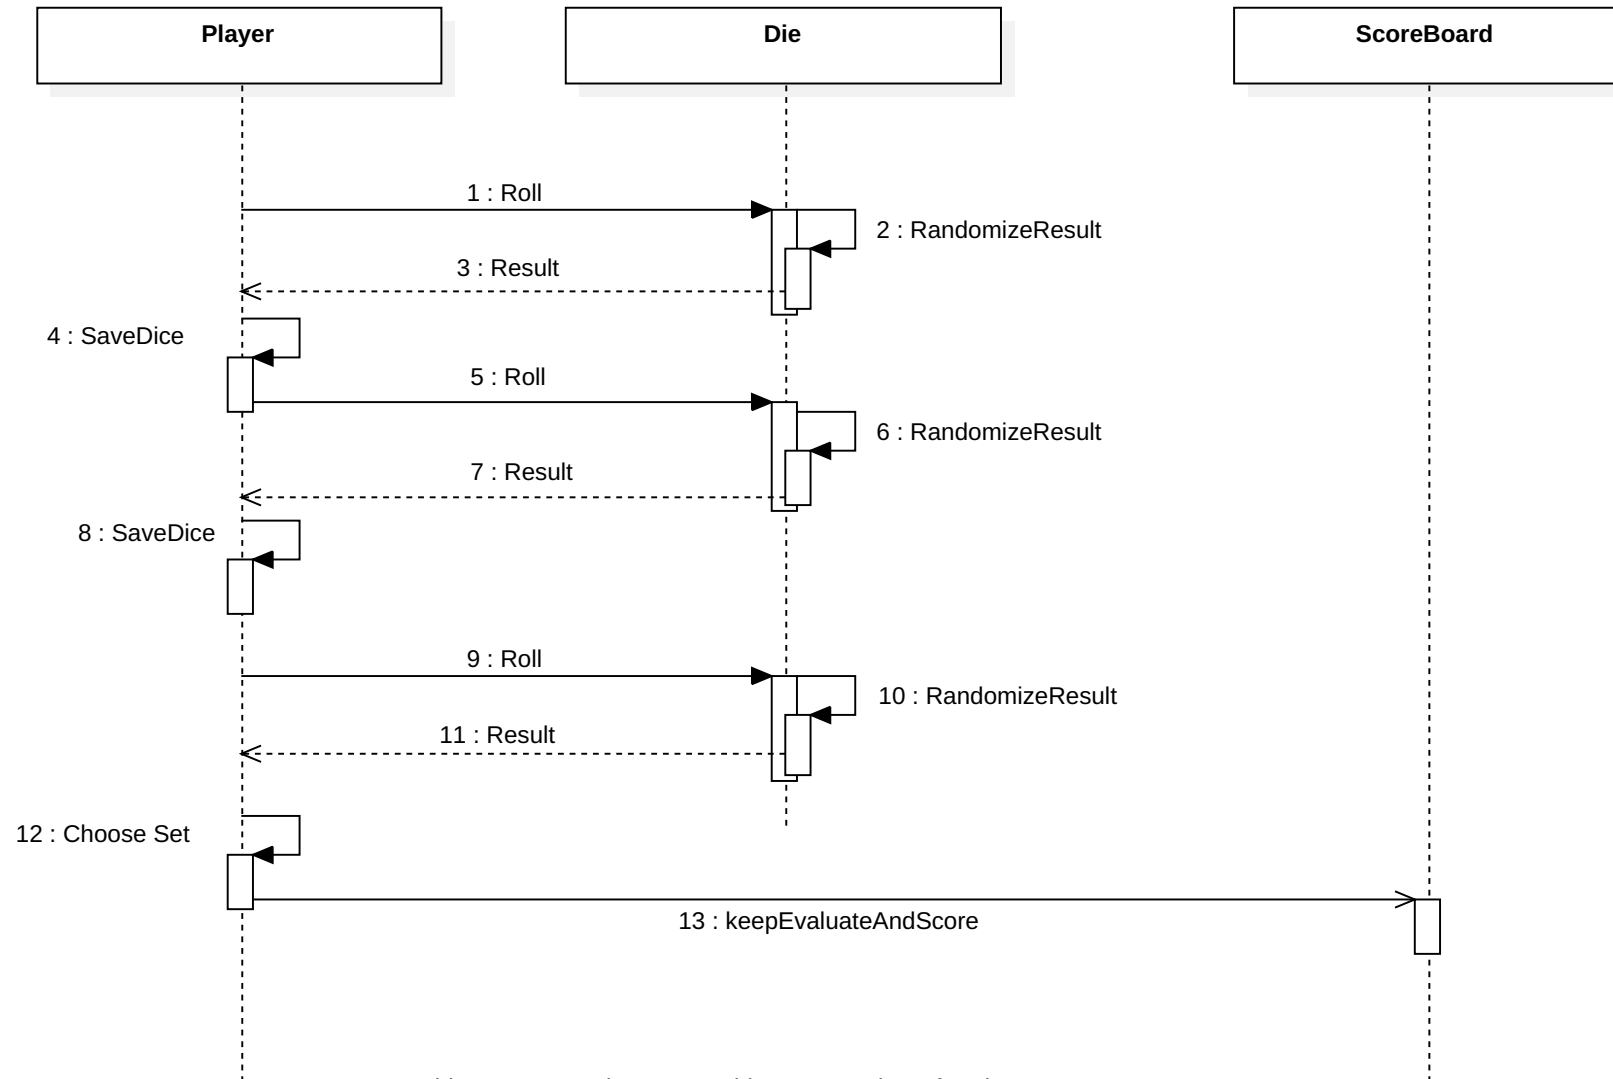 Player
Die
ScoreBoard
1 : Roll
2 : RandomizeResult
3 : Result
4 : SaveDice
5 : Roll
6 : RandomizeResult
7 : Result
8 : SaveDice
9 : Roll
10 : RandomizeResult
11 : Result
12 : Choose Set
13 : keepEvaluateAndScore